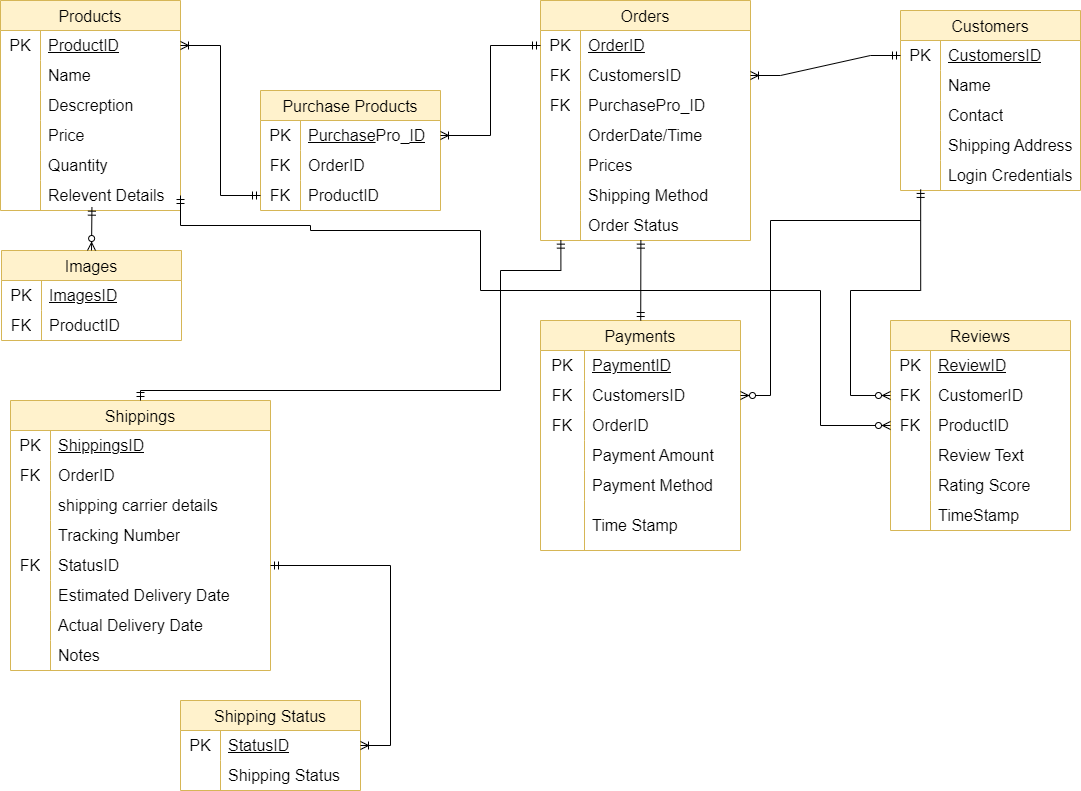 Products
PK ProductID
Name
Descreption
Price
Quantity
Relevent Details
Images
PK ImagesID
FK ProductID
Purchase Products
PK PurchasePro_ID
FK OrderID
FK ProductID
Orders
PK OrderID
FK CustomersID
FK PurchasePro_ID
OrderDate/Time
Prices
Shipping Method
Order Status
Customers
PK CustomersID
Name
Contact
Shipping Address
Login Credentials
Shippings
PK ShippingsID
FK OrderID
shipping carrier details
Tracking Number
FK StatusID
Estimated Delivery Date
Actual Delivery Date
Notes
Payments
PK PaymentID
FK CustomersID
FK OrderID
Payment Amount
Payment Method
Time Stamp
Reviews
PK ReviewID
FK CustomerID
FK ProductID
Review Text
Rating Score
TimeStamp
Shipping Status
PK StatusID
Shipping Status